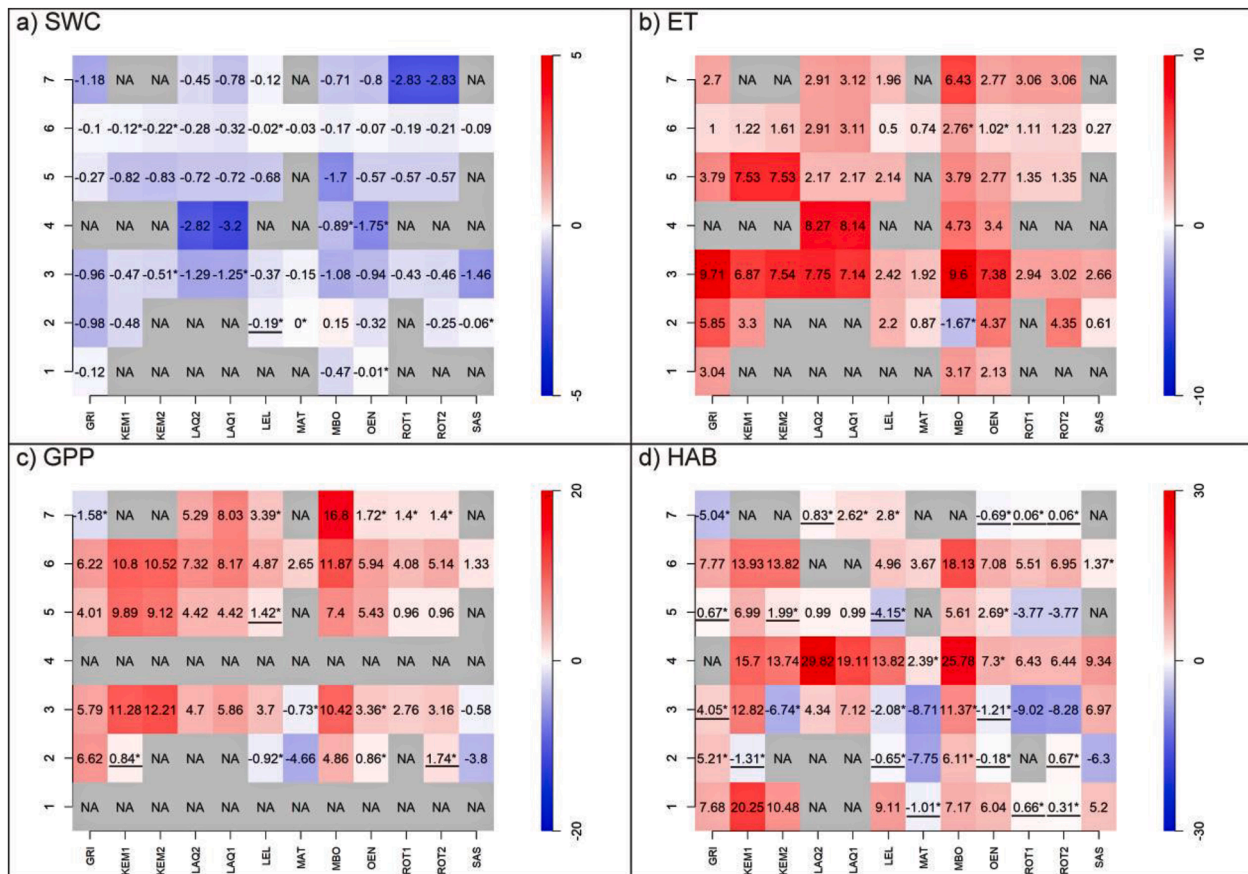 a) SWC
7 -1.18 NA NA -0.45 -0.78 -0.12 NA -0.71 -0.8 -2.83 -2.83 NA
6 -0.1 -0.12* -0.22* -0.28 -0.32 -0.02* -0.03 -0.17 -0.07 -0.19 -0.21 -0.09
5 -0.27 -0.82 -0.83 -0.72 -0.72 -0.68 NA -1.7 -0.57 -0.57 -0.57 NA
4 NA NA NA -2.82 -3.2 NA NA -0.89* -1.75* NA NA NA
3 -0.96 -0.47 -0.51* -1.29 -1.25* -0.37 -0.15 -1.08 -0.94 -0.43 -0.46 -1.46
2 -0.98 -0.48 NA NA NA -0.19* 0* 0.15 -0.32 NA -0.25 -0.06*
1 -0.12 NA NA NA NA NA NA -0.47 -0.01* NA NA NA
GRI KEM1 KEM2 LAQ2 LAQ1 LEL MAT MBO OEN ROT1 ROT2 SAS
5
0
-5
b) ET
7 2.7 NA NA 2.91 3.12 1.96 NA 6.43 2.77 3.06 3.06 NA
6 1 1.22 1.61 2.91 3.11 0.5 0.74 2.76* 1.02* 1.11 1.23 0.27
5 3.79 7.53 7.53 2.17 2.17 2.14 NA 3.79 2.77 1.35 1.35 NA
4 NA NA NA 8.27 8.14 NA NA 4.73 3.4 NA NA NA
3 9.71 6.87 7.54 7.75 7.14 2.42 1.92 9.6 7.38 2.94 3.02 2.66
2 5.85 3.3 NA NA NA 2.2 0.87 -1.67* 4.37 NA 4.35 0.61
1 3.04 NA NA NA NA NA NA 3.17 2.13 NA NA NA
GRI KEM1 KEM2 LAQ2 LAQ1 LEL MAT MBO OEN ROT1 ROT2 SAS
10
0
-10
c) GPP
7 -1.58* NA NA 5.29 8.03 3.39* NA 16.8 1.72* 1.4* 1.4* NA
6 6.22 10.8 10.52 7.32 8.17 4.87 2.65 11.87 5.94 4.08 5.14 1.33
5 4.01 9.89 9.12 4.42 4.42 1.42* NA 7.4 5.43 0.96 0.96 NA
4 NA NA NA NA NA NA NA NA NA NA NA NA
3 5.79 11.28 12.21 4.7 5.86 3.7 -0.73* 10.42 3.36* 2.76 3.16 -0.58
2 6.62 0.84* NA NA NA -0.92* -4.66 4.86 0.86* NA 1.74* -3.8
1 NA NA NA NA NA NA NA NA NA NA NA NA
GRI KEM1 KEM2 LAQ2 LAQ1 LEL MAT MBO OEN ROT1 ROT2 SAS
20
0
-20
d) HAB
7 -5.04* NA NA 0.83* 2.62* 2.8* NA NA -0.69* 0.06* 0.06* NA
6 7.77 13.93 13.82 NA NA 4.96 3.67 18.13 7.08 5.51 6.95 1.37*
5 0.67* 6.99 1.99* 0.99 0.99 -4.15* NA 5.61 2.69* -3.77 -3.77 NA
4 NA 15.7 13.74 29.82 19.11 13.82 2.39* 25.78 7.3* 6.43 6.44 9.34
3 4.05* 12.82 -6.74* 4.34 7.12 -2.08* -8.71 11.37* -1.21* -9.02 -8.28 6.97
2 5.21* -1.31* NA NA NA -0.65* -7.75 6.11* -0.18* NA 0.67* -6.3
1 7.68 20.25 10.48 NA NA 9.11 -1.01* 7.17 6.04 0.66* 0.31* 5.2
GRI KEM1 KEM2 LAQ2 LAQ1 LEL MAT MBO OEN ROT1 ROT2 SAS
30
0
-30